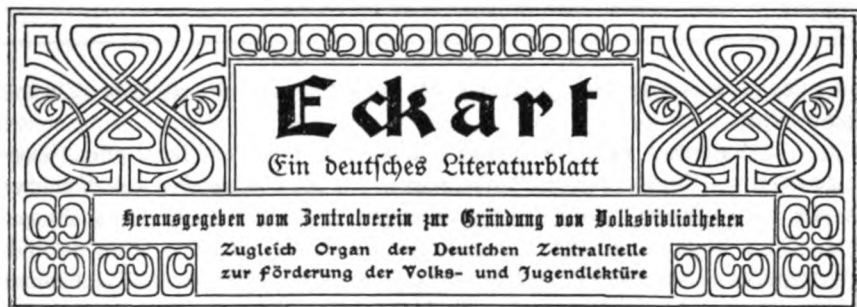 Eckart
Ein deutſches Literaturblatt
Herausgegeben vom Zentralverein zur Gründung von Volksbibliotheken
Zugleich Organ der Deutſchen Zentralſtelle
zur Förderung der Volks- und Jugendlektüre